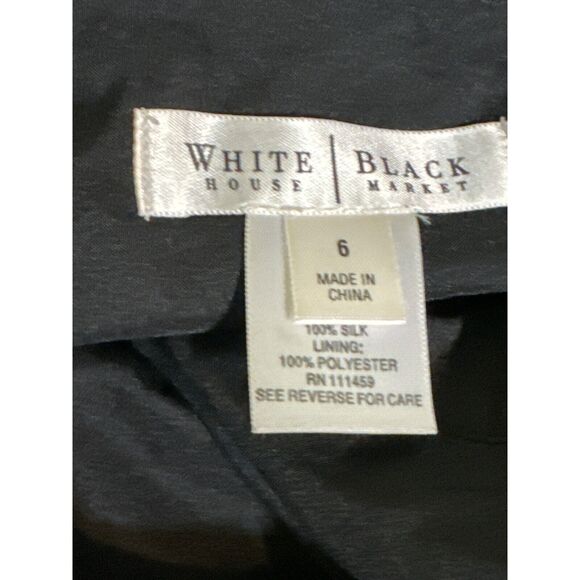 WHITE | BLACK
HOUSE MARKET
6
MADE IN
CHINA
100% SILK
LINING:
100% POLYESTER
RN 111459
SEE REVERSE FOR CARE